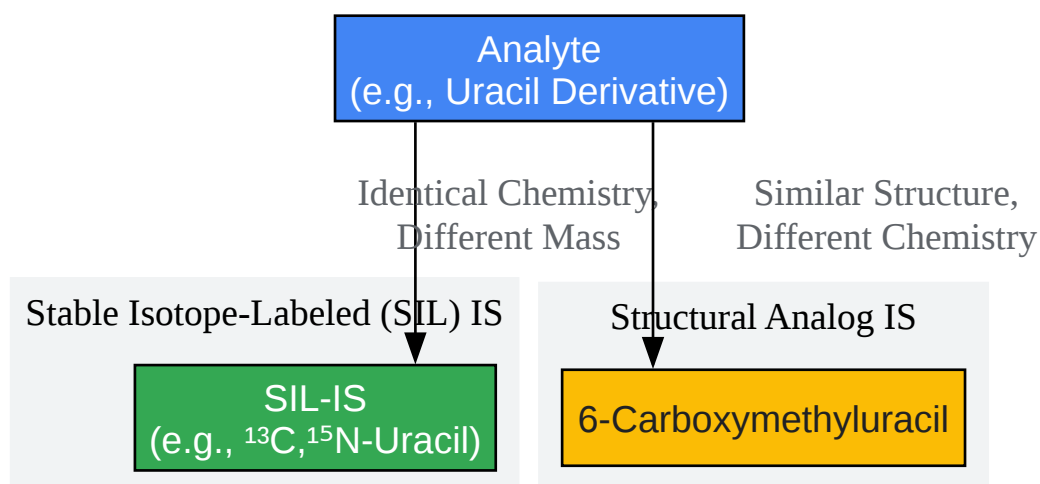 Analyte
(e.g., Uracil Derivative)
Identical Chemistry,
Different Mass
Similar Structure,
Different Chemistry
Stable Isotope-Labeled (SIL) IS
Structural Analog IS
SIL-IS
(e.g., ¹³C,¹⁵N-Uracil)
6-Carboxymethyluracil